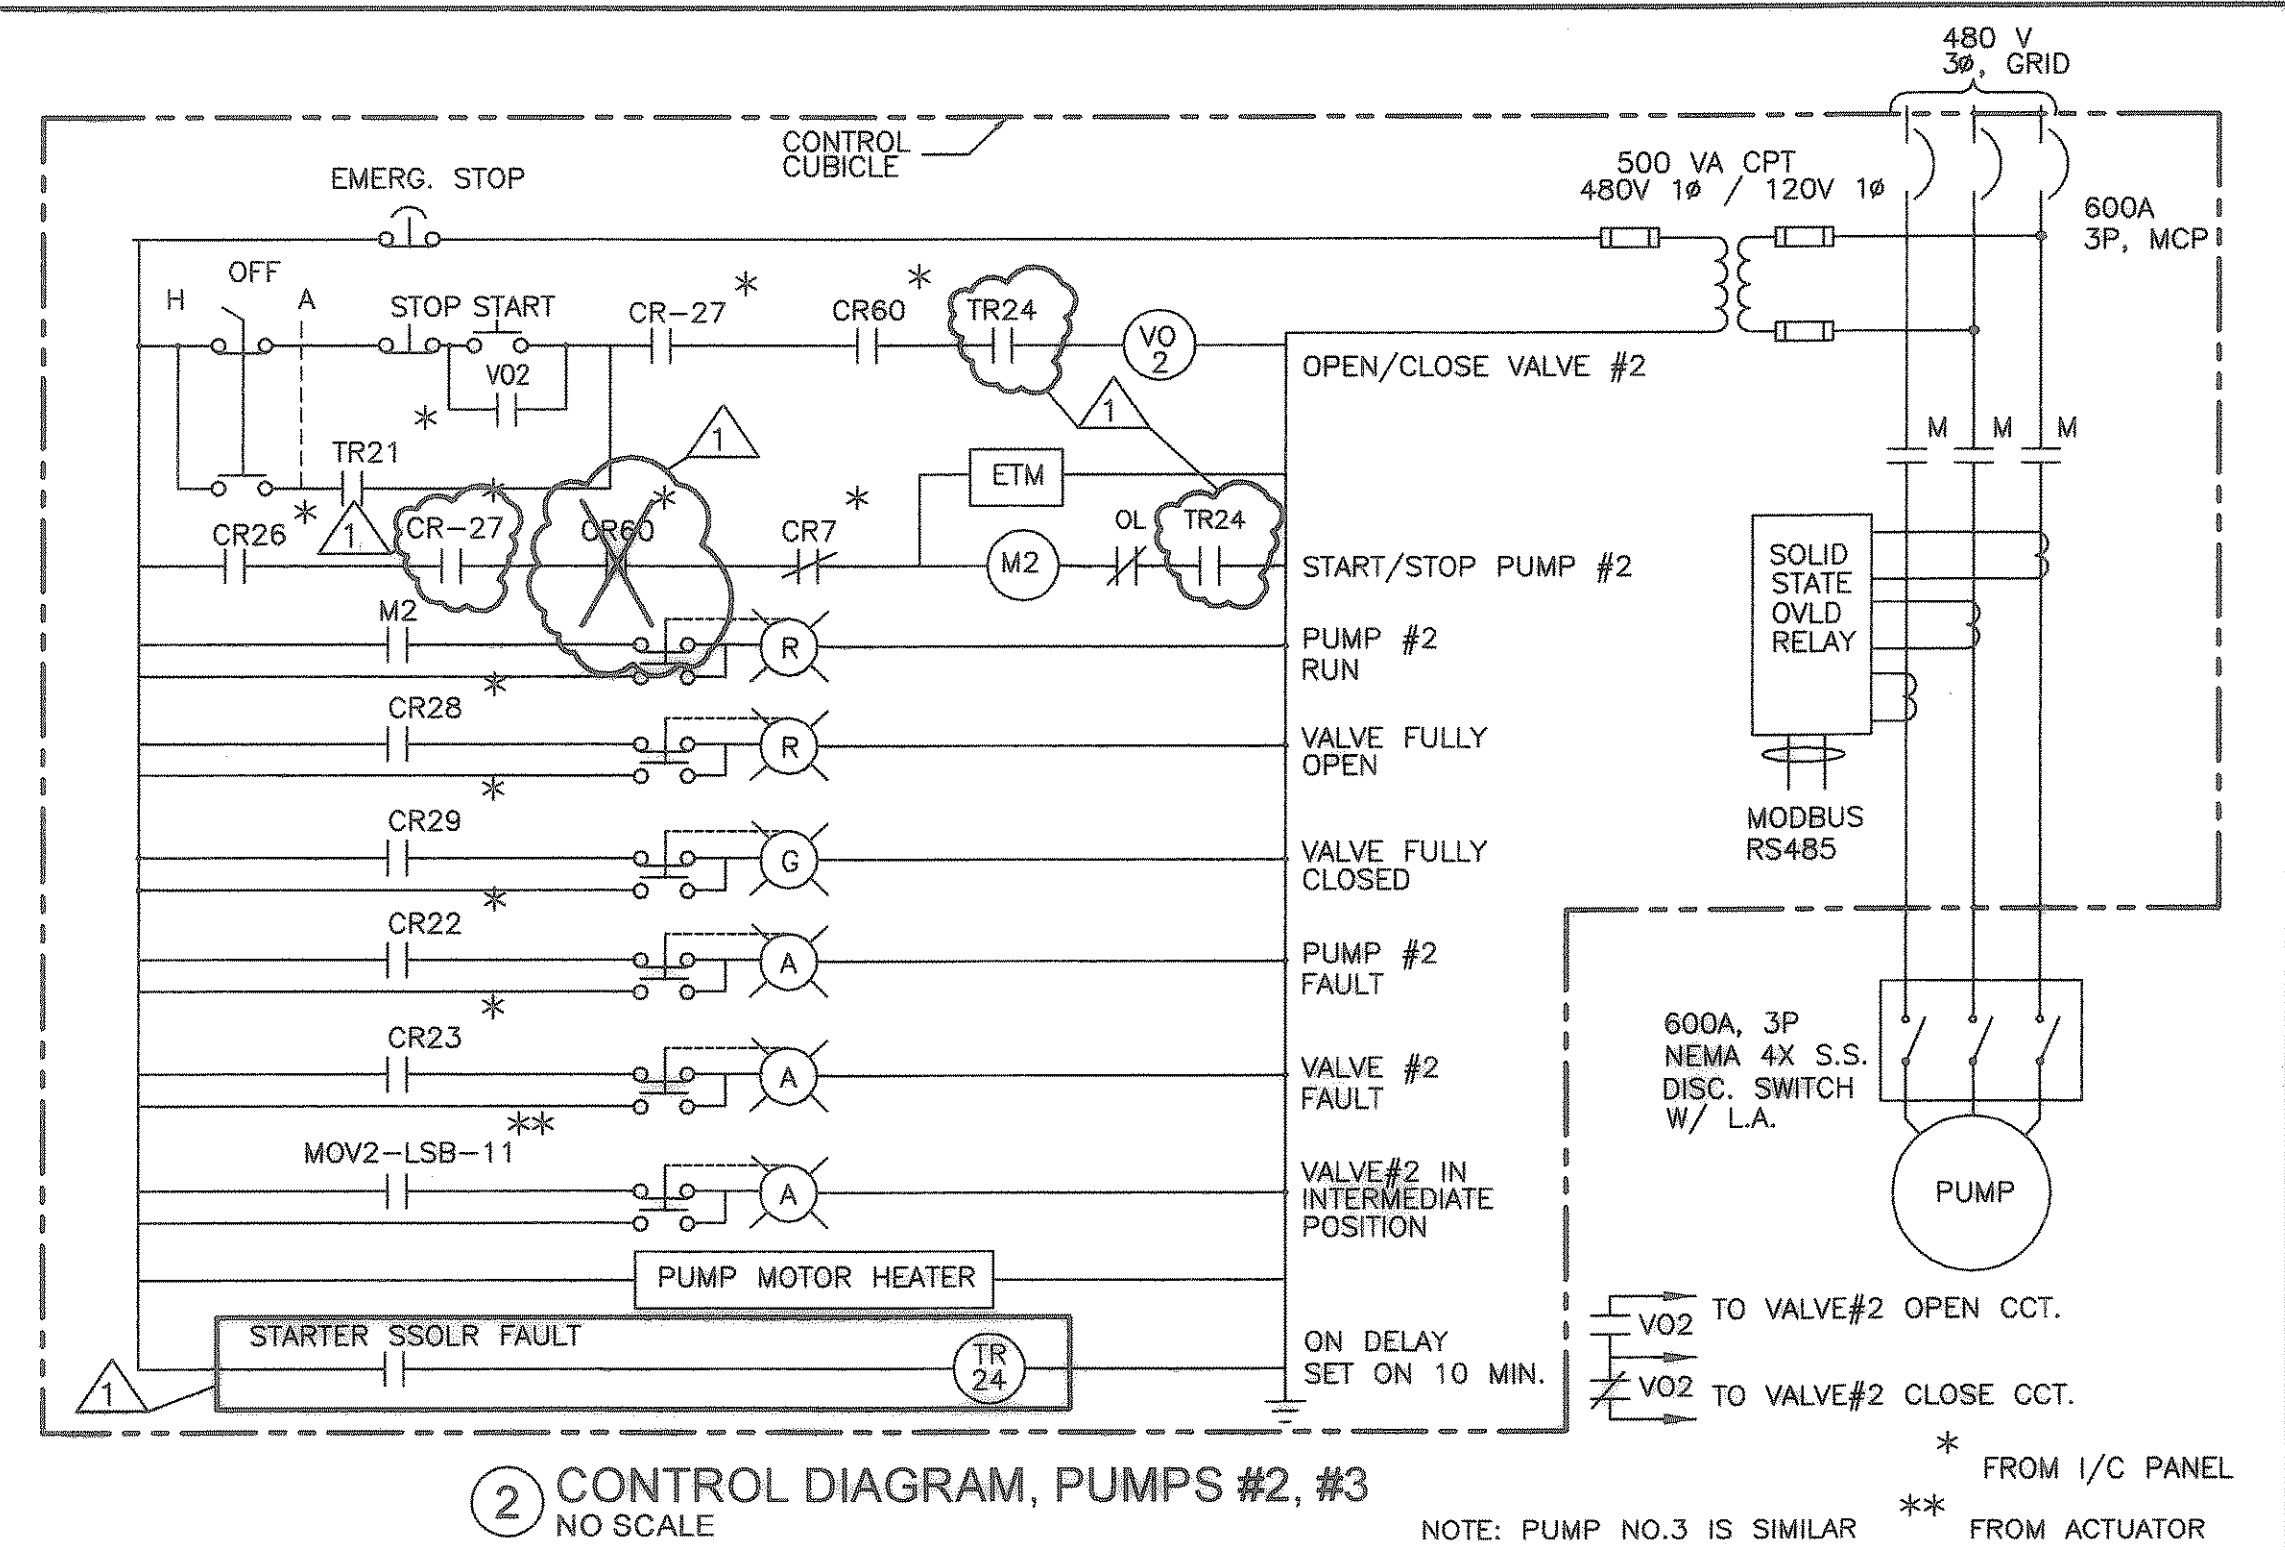 480 V
3ø, GRID
CONTROL
CUBICLE
500 VA CPT
480V 1ø / 120V 1ø
EMERG. STOP
600A
3P, MCP
OFF
H
A
STOP START
CR-27
*
CR60
*
TR24
VO
2
OPEN/CLOSE VALVE #2
VO2
*
1
1
M
M
M
TR21
*
ETM
CR26
*
1
CR-27
*
CR60
*
CR7
*
M2
OL
TR24
START/STOP PUMP #2
SOLID
STATE
OVLD
RELAY
M2
R
PUMP #2
RUN
*
CR28
R
VALVE FULLY
OPEN
*
CR29
G
VALVE FULLY
CLOSED
MODBUS
RS485
*
CR22
A
PUMP #2
FAULT
*
CR23
A
VALVE #2
FAULT
600A, 3P
NEMA 4X S.S.
DISC. SWITCH
W/ L.A.
**
MOV2-LSB-11
A
VALVE#2 IN
INTERMEDIATE
POSITION
PUMP
PUMP MOTOR HEATER
STARTER SSOLR FAULT
TR
24
ON DELAY
SET ON 10 MIN.
1
VO2
TO VALVE#2 OPEN CCT.
VO2
TO VALVE#2 CLOSE CCT.
2
CONTROL DIAGRAM, PUMPS #2, #3
NO SCALE
*
FROM I/C PANEL
NOTE: PUMP NO.3 IS SIMILAR
**
FROM ACTUATOR